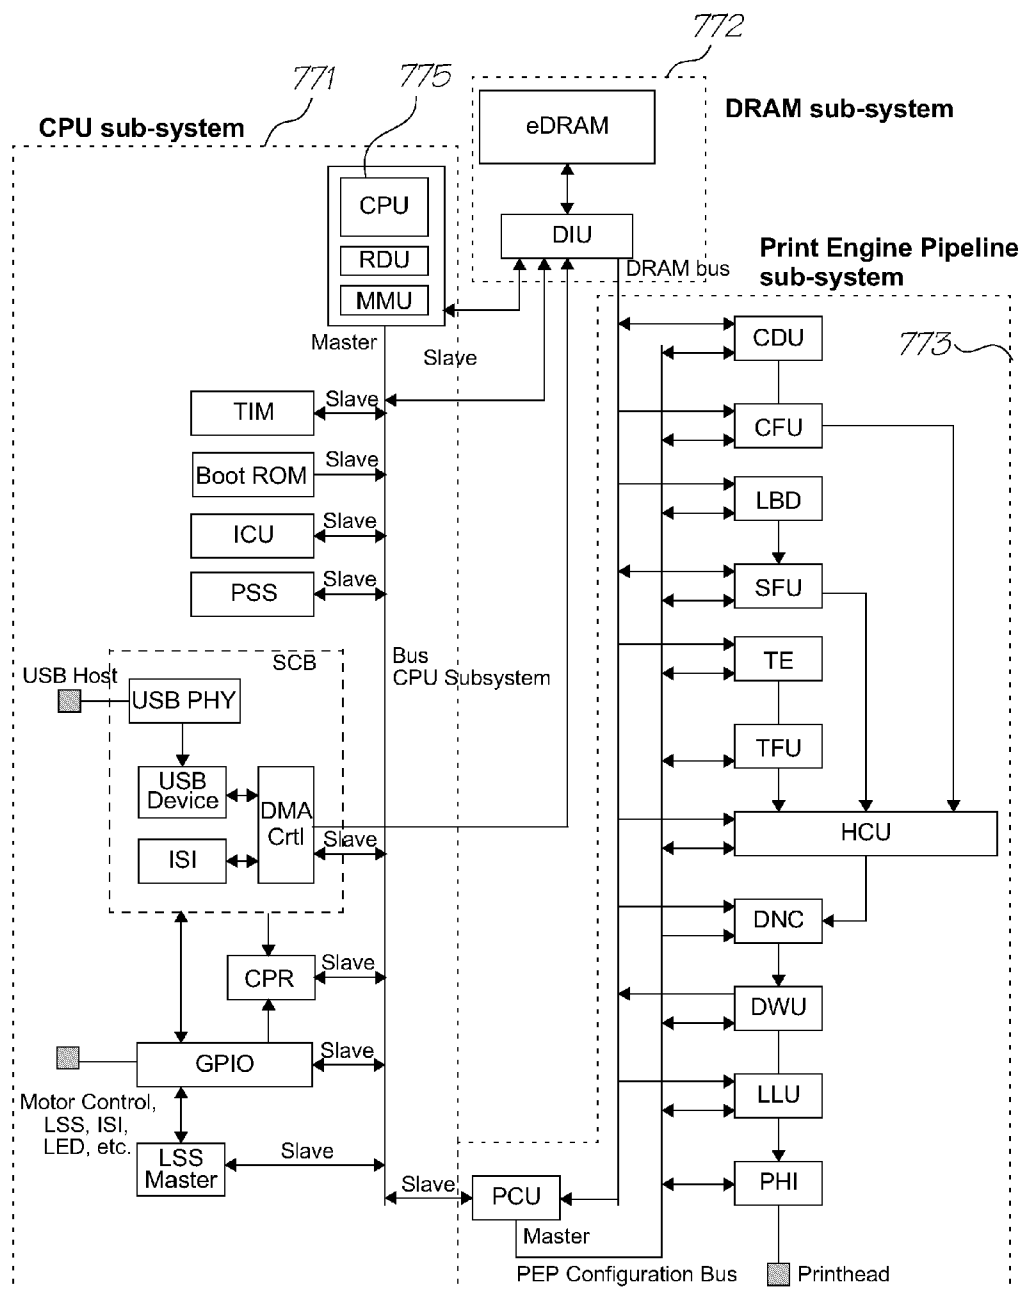 772
771
775
CPU sub-system
DRAM sub-system
eDRAM
CPU
DIU
RDU
DRAM bus
Print Engine Pipeline
sub-system
MMU
Master
Slave
773
CDU
TIM
Slave
CFU
Boot ROM
Slave
LBD
ICU
Slave
PSS
Slave
SFU
SCB
Bus
CPU Subsystem
TE
USB Host
USB PHY
TFU
USB
Device
DMA
Crtl
Slave
HCU
ISI
DNC
CPR
Slave
DWU
GPIO
Slave
Motor Control,
LSS, ISI,
LED, etc.
LLU
LSS
Master
Slave
Slave
PCU
PHI
Master
PEP Configuration Bus
Printhead